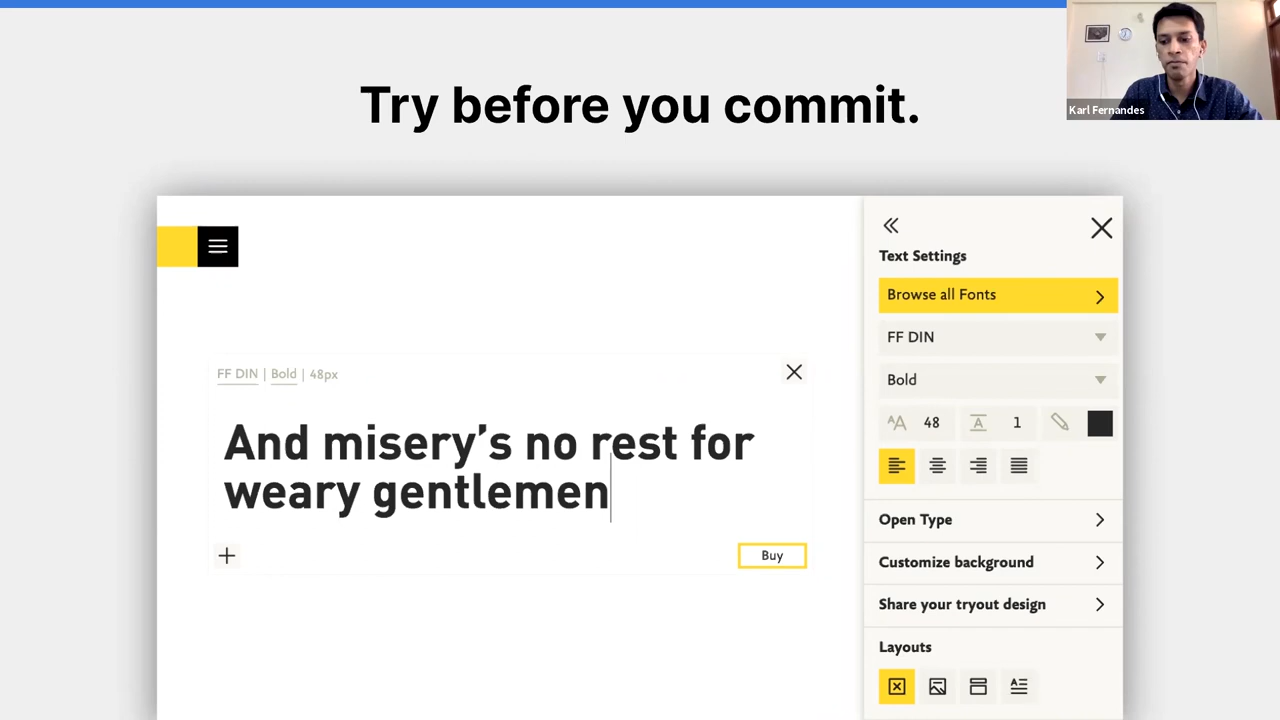 Try before you commit.
Karl Fernandes
Text Settings
Browse all Fonts
FF DIN
Bold
48
1
FF DIN | Bold | 48px
And misery’s no rest for
weary gentlemen
Buy
Open Type
Customize background
Share your tryout design
Layouts